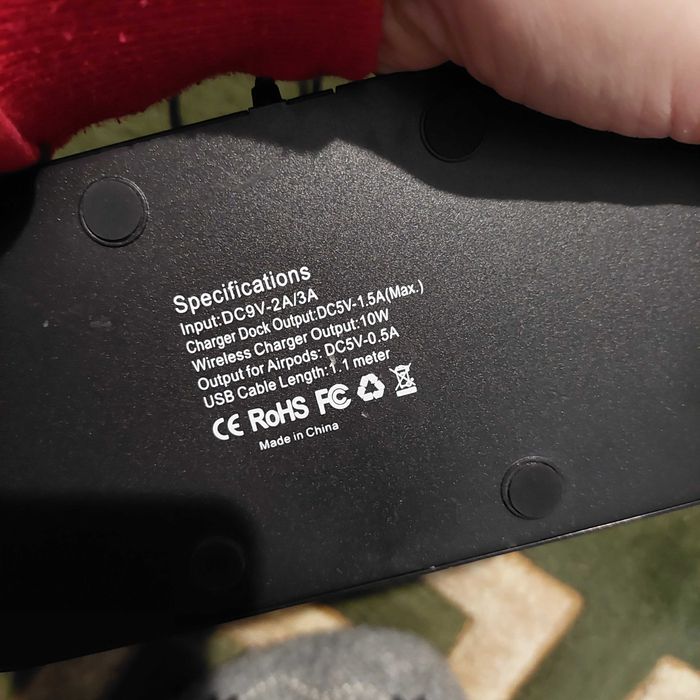 Specifications
Input:DC9V-2A/3A
Charger Dock Output:DC5V-1.5A(Max.)
Wireless Charger Output:10W
Output for Airpods: DC5V-0.5A
USB Cable Length:1.1 meter
CE RoHS FC
Made in China